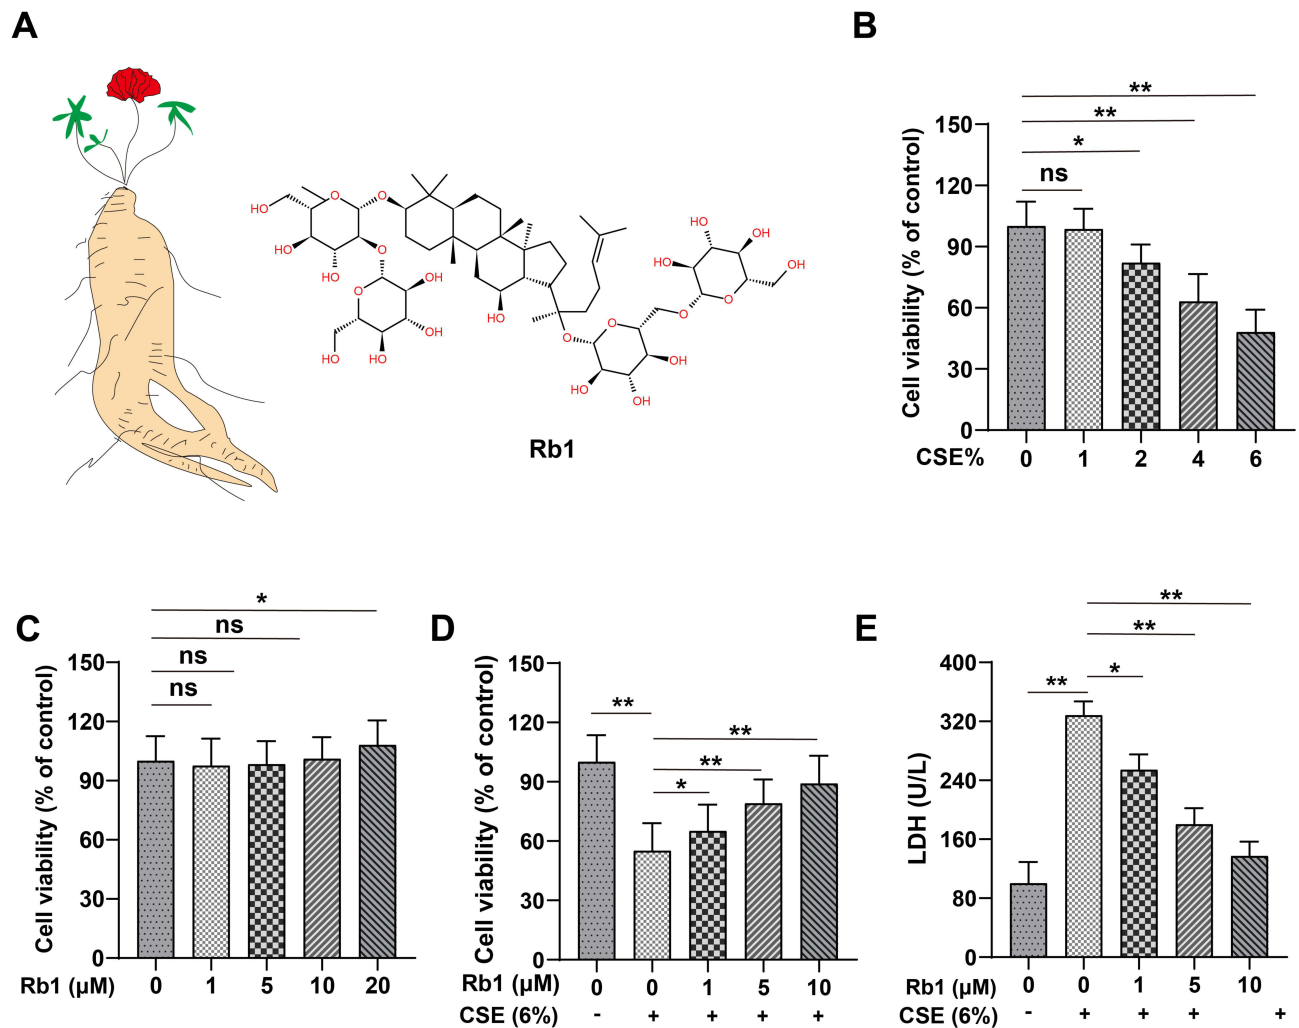 A
B
HO
O
O
HO
HO
O
O
OH
HO
OH
HO
HO
HO
O
HO
OH
HO
OH
O
O
O
HO
OH
OH
Rb1
**
**
*
ns
Cell viability (% of control)
150
120
90
60
30
0
CSE% 0 1 2 4 6
C
*
ns
ns
ns
Cell viability (% of control)
150
120
90
60
30
0
Rb1 (μM) 0 1 5 10 20
D
**
**
**
*
Cell viability (% of control)
150
120
90
60
30
0
Rb1 (μM) 0 0 1 5 10
CSE (6%) - + + + +
E
**
**
**
*
LDH (U/L)
400
320
240
160
80
0
Rb1 (μM) 0 0 1 5 10
CSE (6%) - + + + +